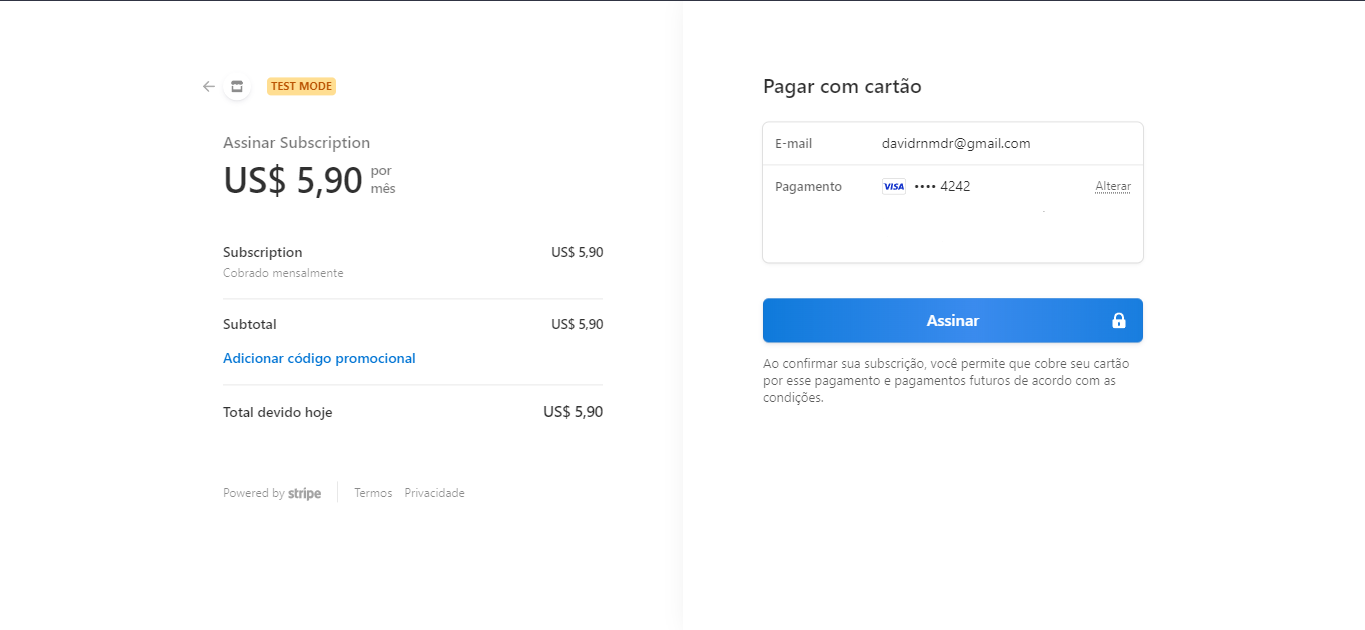 TEST MODE
Assinar Subscription
US$ 5,90 por
mês
Subscription US$ 5,90
Cobrado mensalmente
Subtotal US$ 5,90
Adicionar código promocional
Total devido hoje US$ 5,90
Powered by stripe Termos Privacidade
Pagar com cartão
E-mail davidrnmdr@gmail.com
Pagamento VISA •••• 4242 Alterar
Assinar
Ao confirmar sua subscrição, você permite que cobre seu cartão
por esse pagamento e pagamentos futuros de acordo com as
condições.